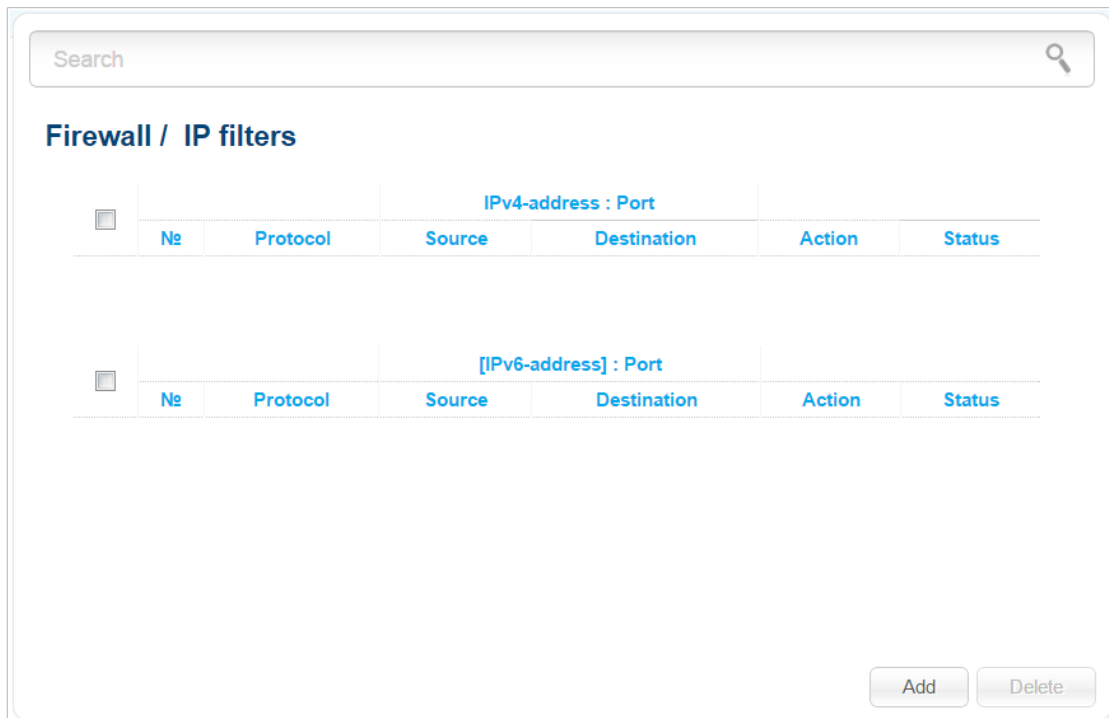 Search
Firewall / IP filters
IPv4-address : Port
№ Protocol Source Destination Action Status
[IPv6-address] : Port
№ Protocol Source Destination Action Status
Add Delete